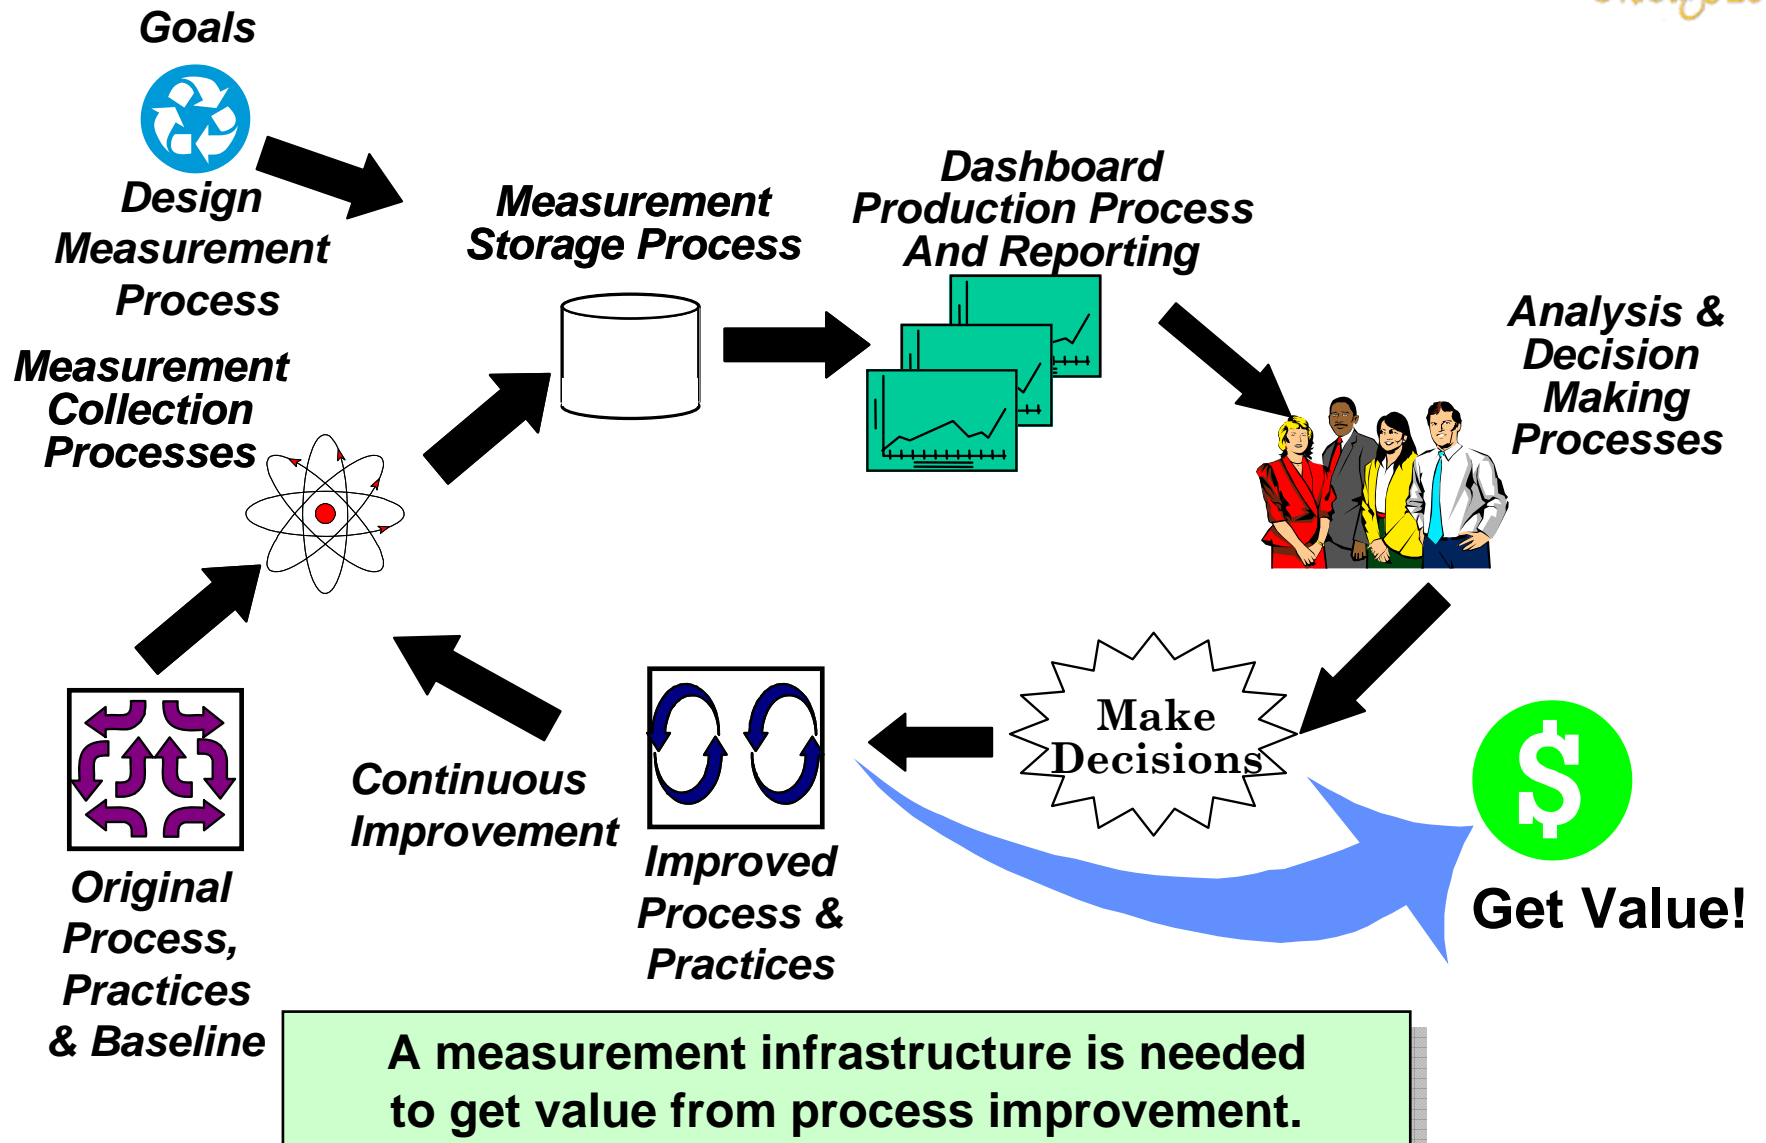 Goals
Design
Measurement
Process
Measurement
Collection
Processes
Measurement
Storage Process
Dashboard
Production Process
And Reporting
Analysis &
Decision
Making
Processes
Make
Decisions
Get Value!
Improved
Process &
Practices
Continuous
Improvement
Original
Process,
Practices
& Baseline
A measurement infrastructure is needed
to get value from process improvement.